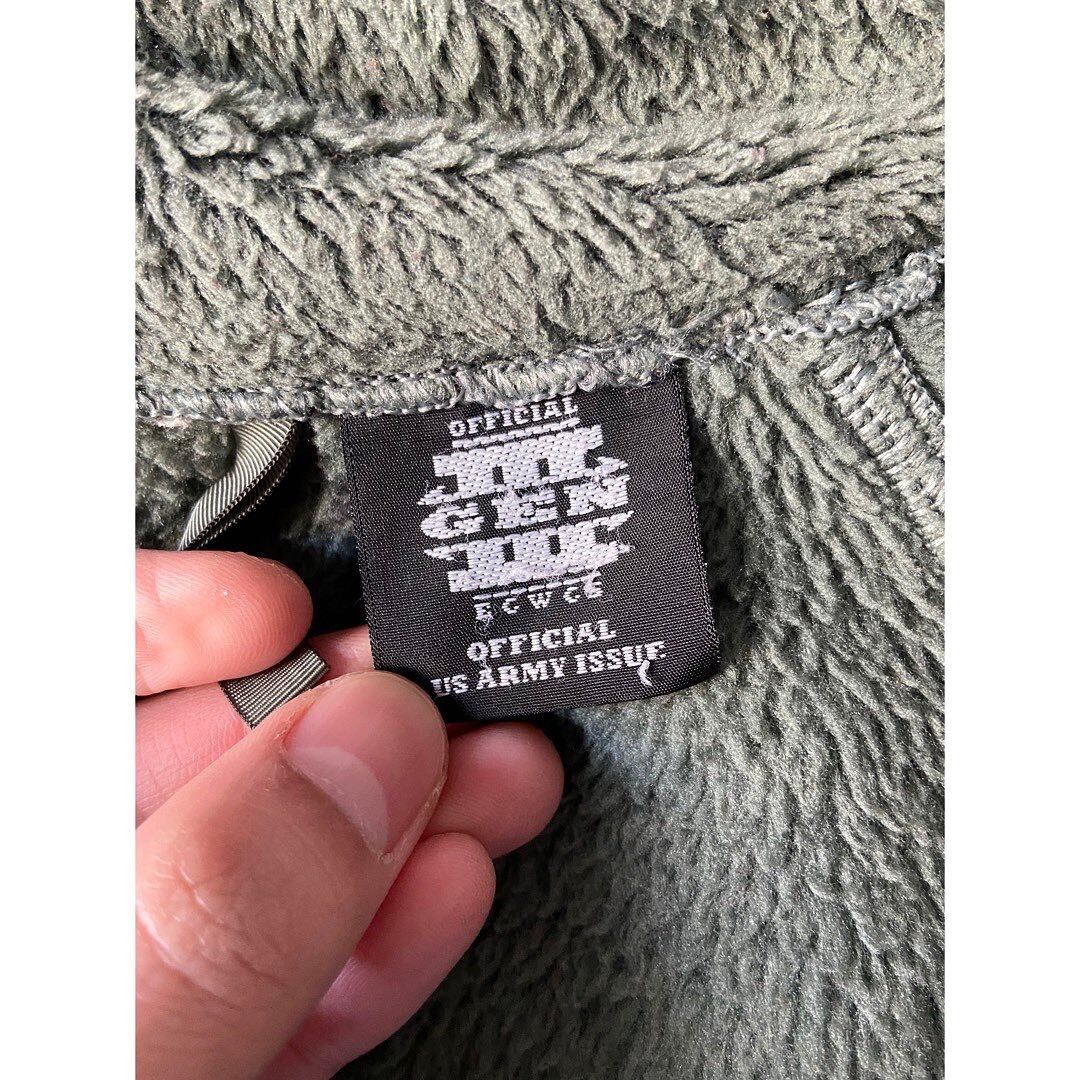 OFFICIAL
III
GEN
III
ECWCS
OFFICIAL
US ARMY ISSUE